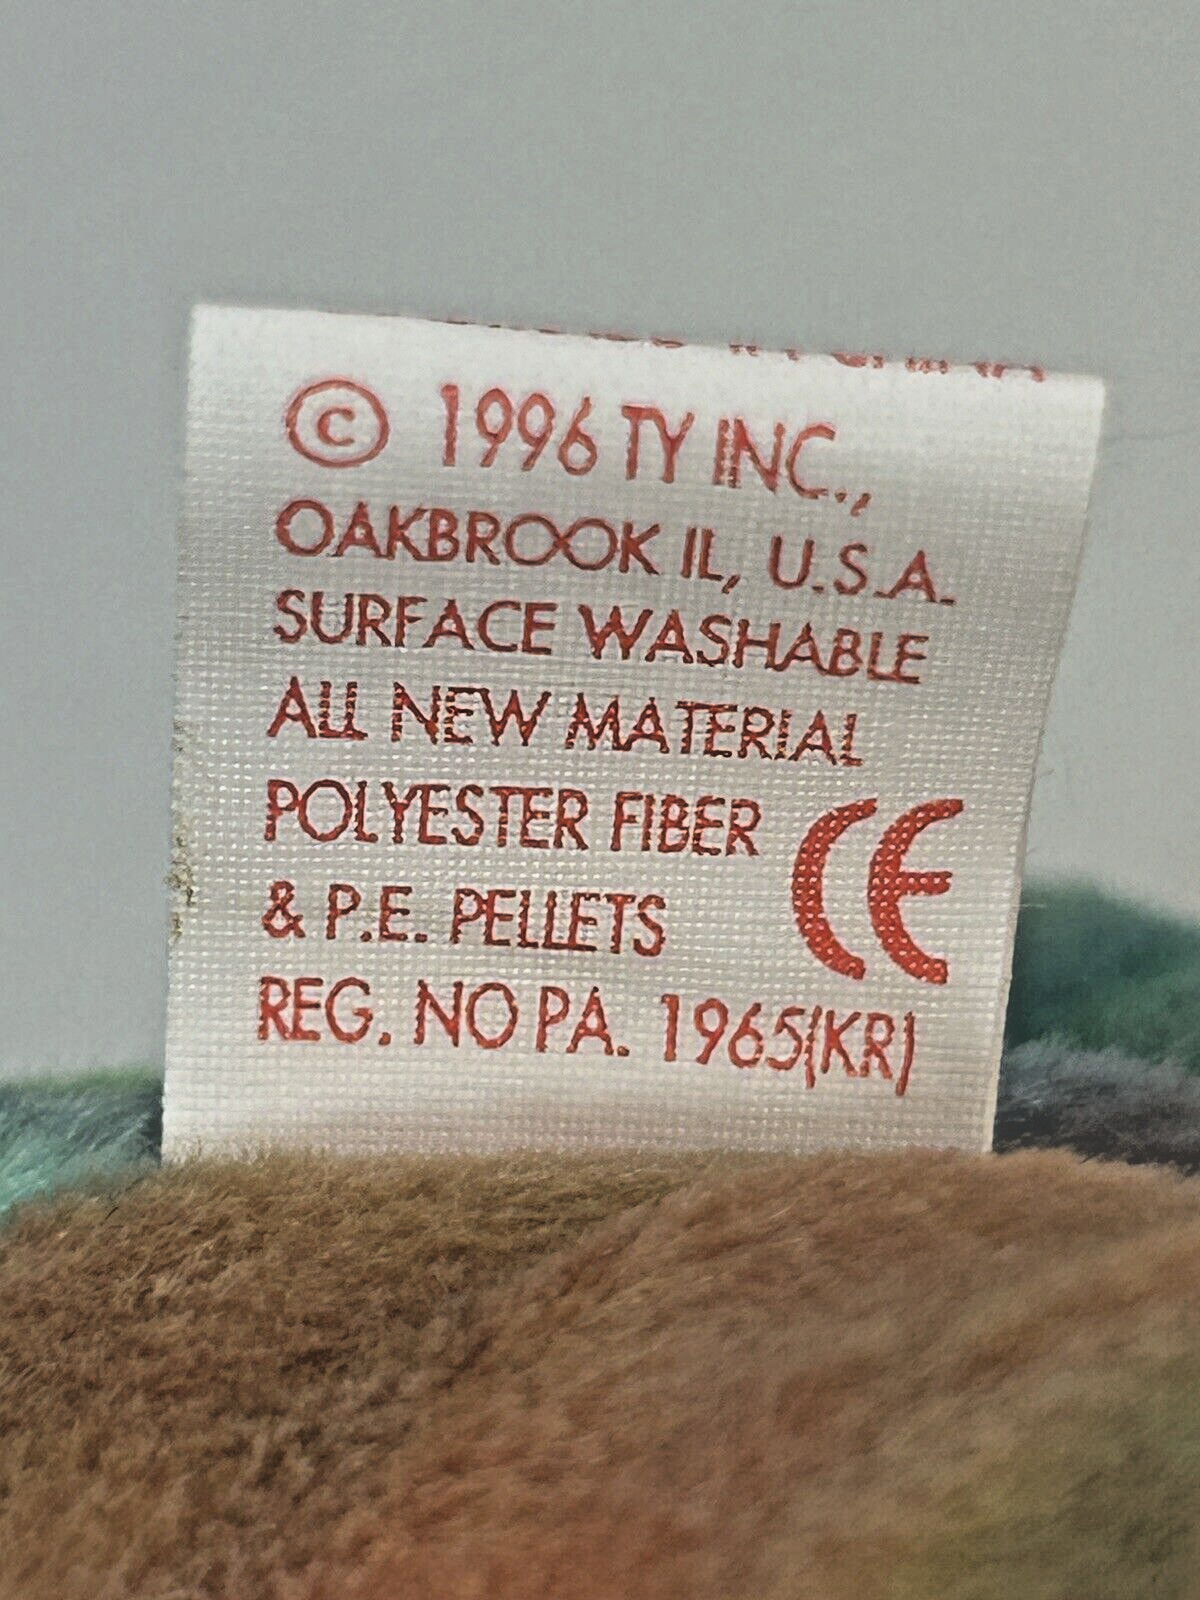 © 1996 TY INC.,
OAKBROOK IL, U.S.A.
SURFACE WASHABLE
ALL NEW MATERIAL
POLYESTER FIBER
& P.E. PELLETS
CE
REG. NO PA. 1965(KR)